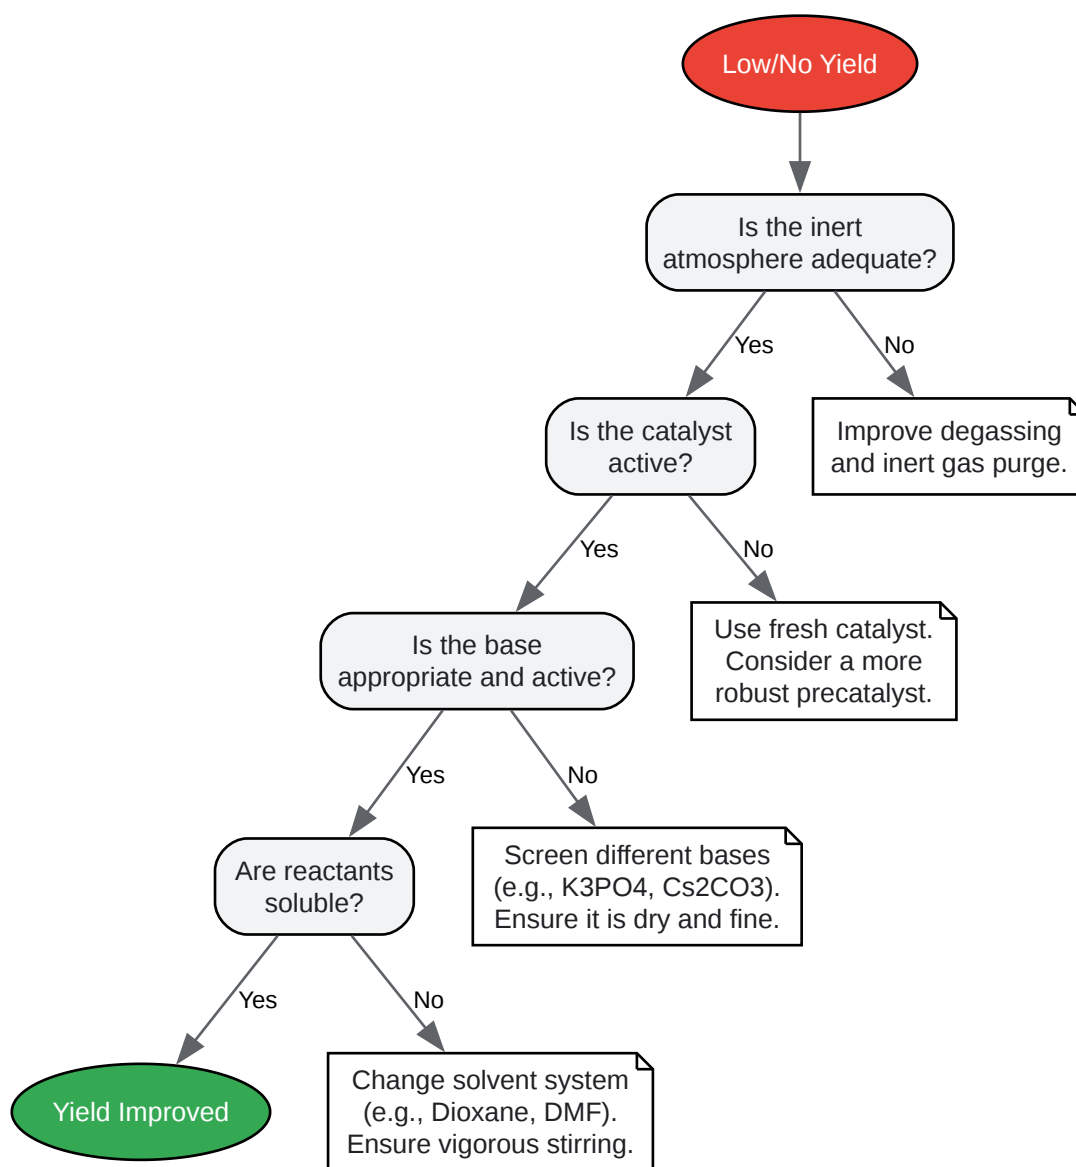 Low/No Yield
Is the inert
atmosphere adequate?
Yes
No
Is the catalyst
active?
Improve degassing
and inert gas purge.
Yes
No
Is the base
appropriate and active?
Use fresh catalyst.
Consider a more
robust precatalyst.
Yes
No
Are reactants
soluble?
Screen different bases
(e.g., K3PO4, Cs2CO3).
Ensure it is dry and fine.
Yes
No
Yield Improved
Change solvent system
(e.g., Dioxane, DMF).
Ensure vigorous stirring.